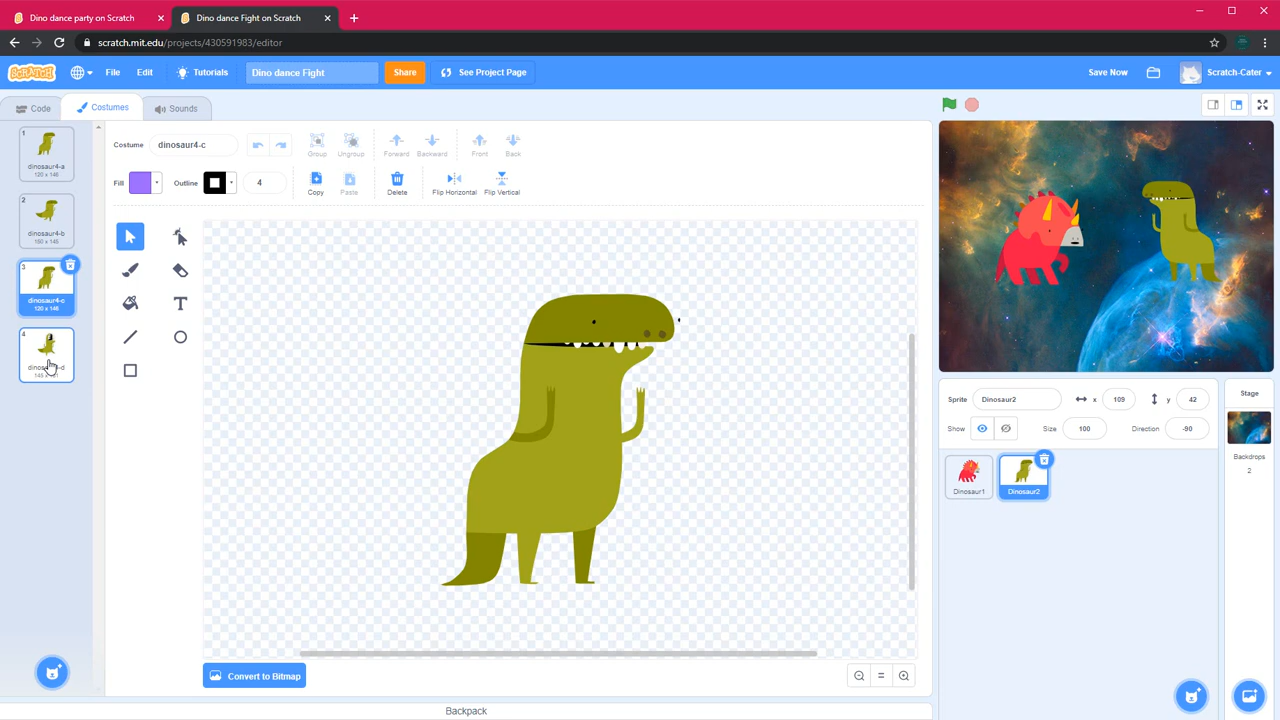 Dino dance party on Scratch
Dino dance Fight on Scratch
scratch.mit.edu/projects/430591983/editor
SCRATCH File Edit Tutorials Dino dance Fight Share See Project Page Save Now Scratch-Cater
Code Costumes Sounds
Costume dinosaur4-c Group Ungroup Forward Backward Front Back
Fill Outline 4 Copy Paste Delete Flip Horizontal Flip Vertical
1
dinosaur4-a
120 x 146
2
dinosaur4-b
160 x 145
3
dinosaur4-c
120 x 146
4
T
Convert to Bitmap
Backpack
Sprite Dinosaur2 x 109 y 42
Show Size 100 Direction -90
Dinosaur1 Dinosaur2
Stage
Backdrops
2